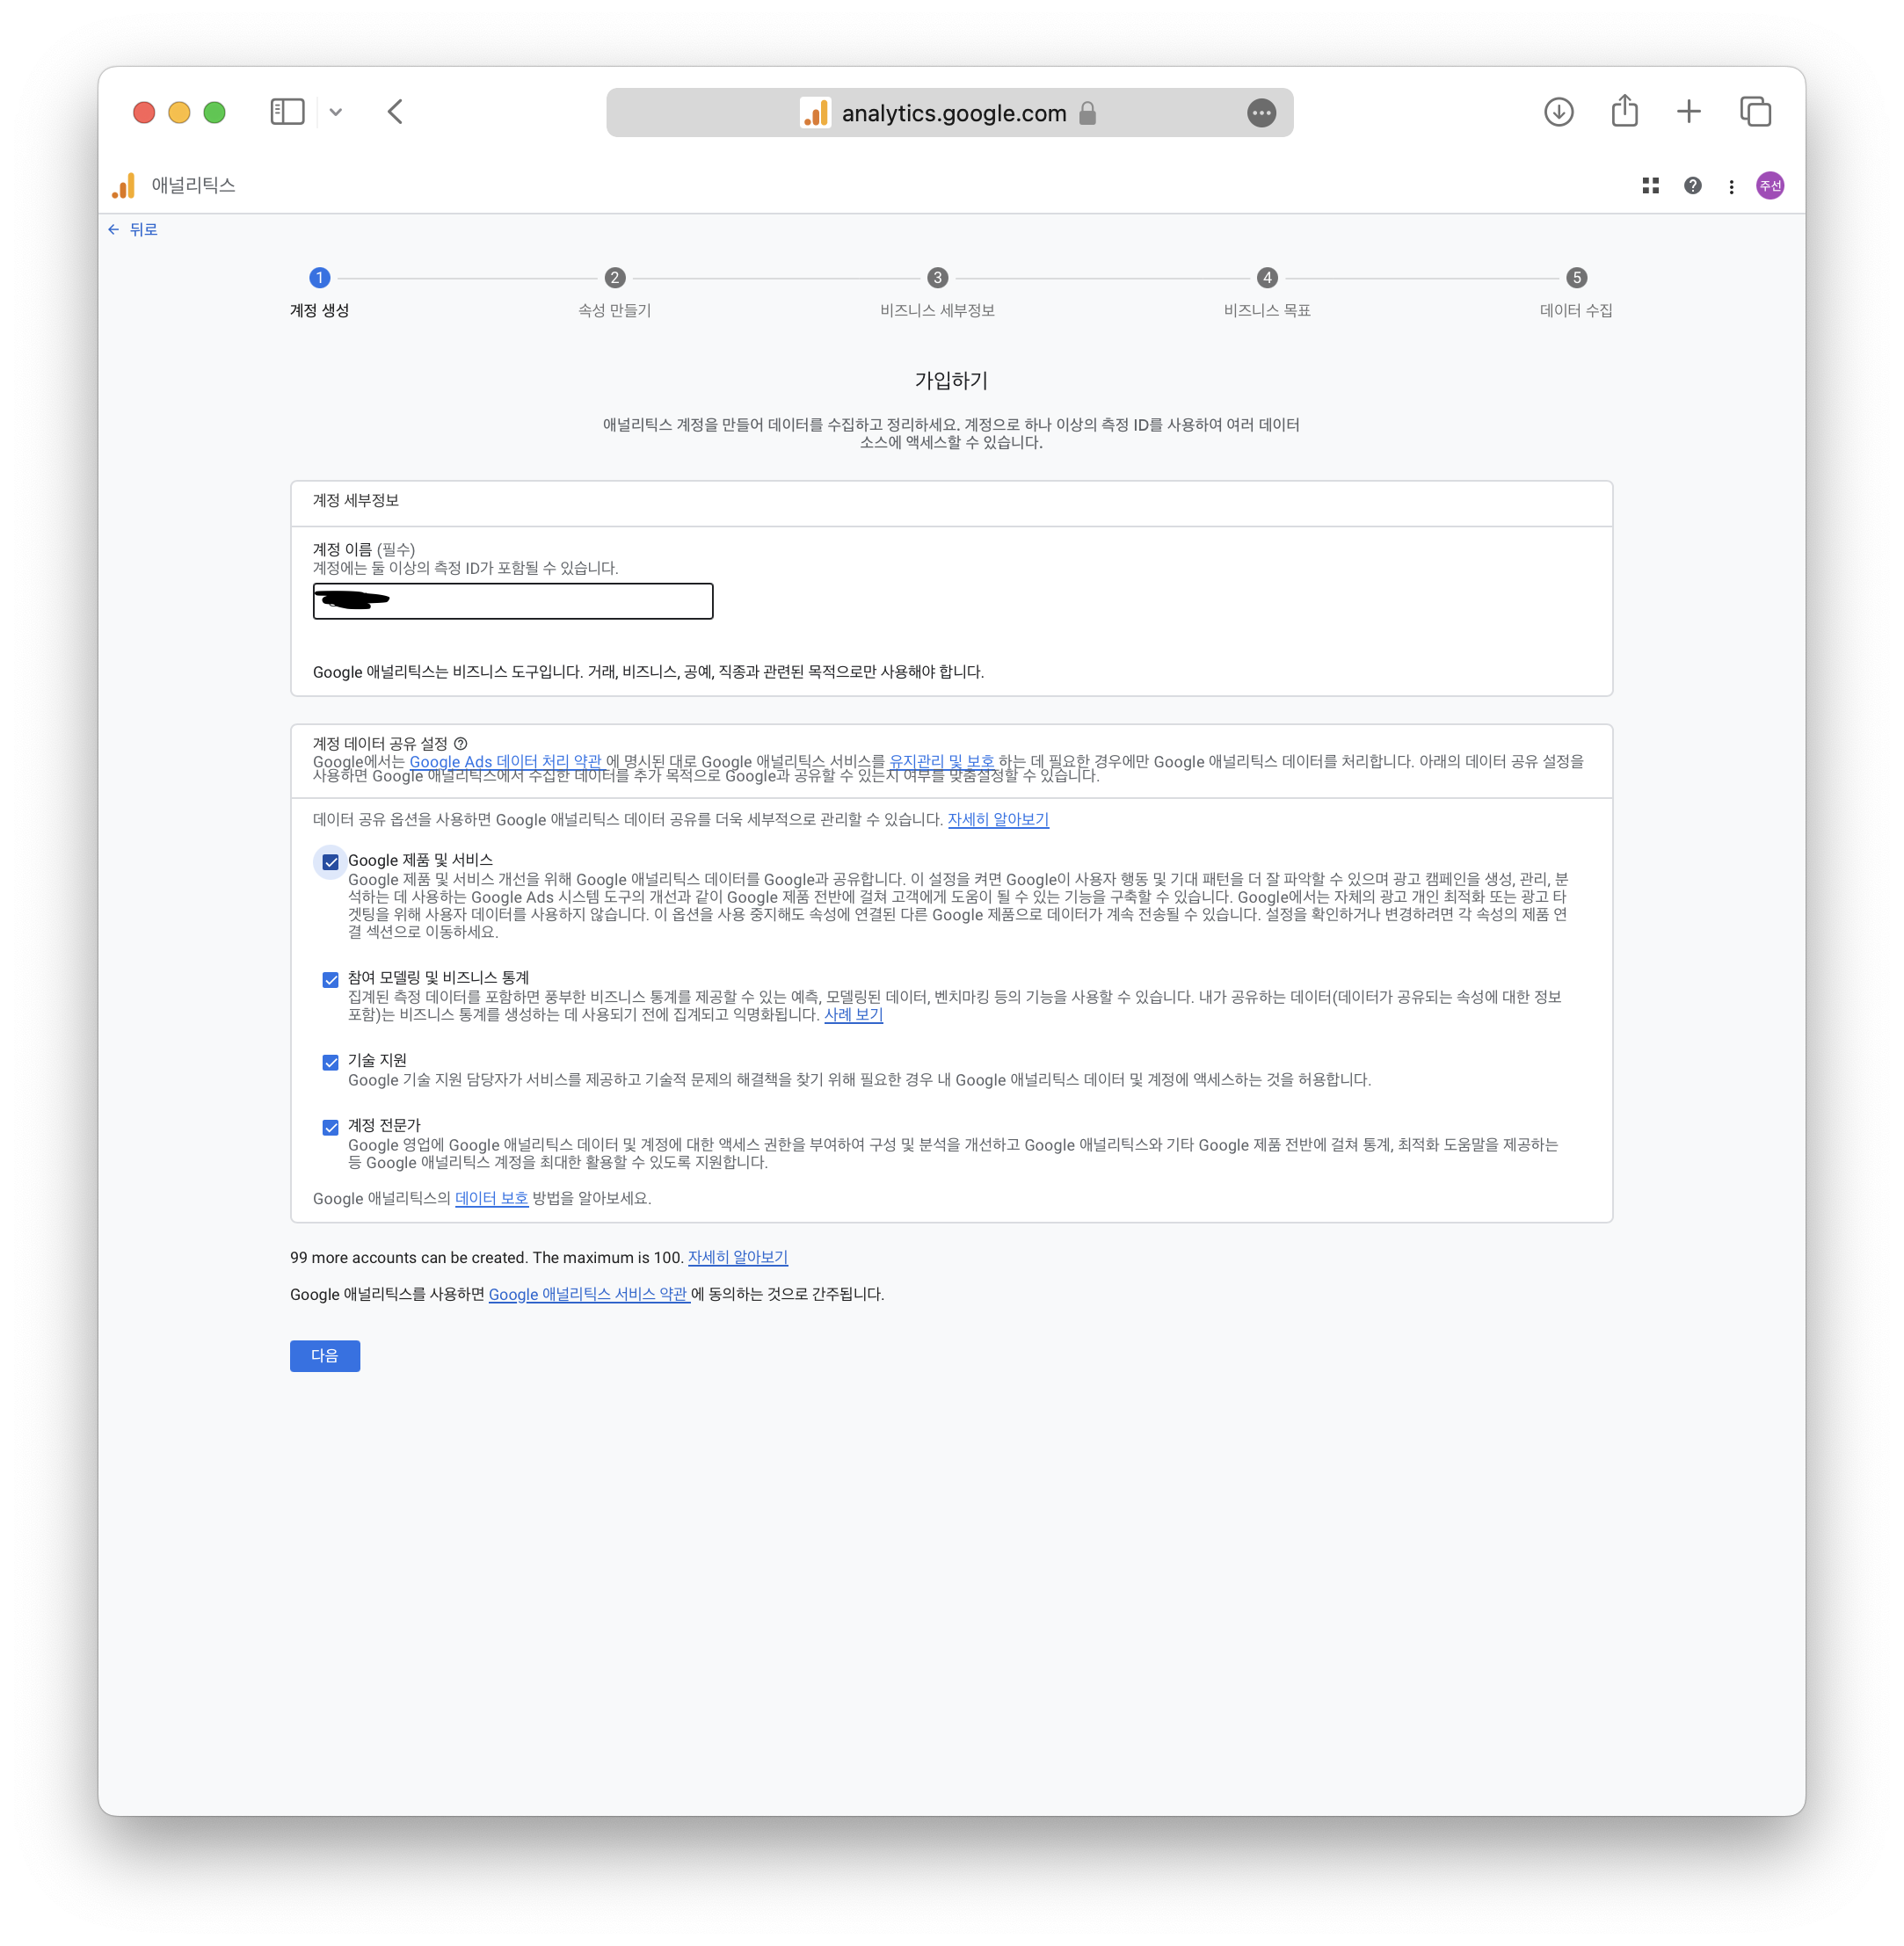 analytics.google.com
애널리틱스
주선
뒤로
1 2 3 4 5
계정 생성 속성 만들기 비즈니스 세부정보 비즈니스 목표 데이터 수집
가입하기
애널리틱스 계정을 만들어 데이터를 수집하고 정리하세요. 계정으로 하나 이상의 측정 ID를 사용하여 여러 데이터
소스에 액세스할 수 있습니다.
계정 세부정보
계정 이름 (필수)
계정에는 둘 이상의 측정 ID가 포함될 수 있습니다.
Google 애널리틱스는 비즈니스 도구입니다. 거래, 비즈니스, 공예, 직종과 관련된 목적으로만 사용해야 합니다.
계정 데이터 공유 설정
Google에서는 Google Ads 데이터 처리 약관 에 명시된 대로 Google 애널리틱스 서비스를 유지관리 및 보호 하는 데 필요한 경우에만 Google 애널리틱스 데이터를 처리합니다. 아래의 데이터 공유 설정을
사용하면 Google 애널리틱스에서 수집한 데이터를 추가 목적으로 Google과 공유할 수 있는지 여부를 맞춤설정할 수 있습니다.
데이터 공유 옵션을 사용하면 Google 애널리틱스 데이터 공유를 더욱 세부적으로 관리할 수 있습니다. 자세히 알아보기
Google 제품 및 서비스
Google 제품 및 서비스 개선을 위해 Google 애널리틱스 데이터를 Google과 공유합니다. 이 설정을 켜면 Google이 사용자 행동 및 기대 패턴을 더 잘 파악할 수 있으며 광고 캠페인을 생성, 관리, 분
석하는 데 사용하는 Google Ads 시스템 도구의 개선과 같이 Google 제품 전반에 걸쳐 고객에게 도움이 될 수 있는 기능을 구축할 수 있습니다. Google에서는 자체의 광고 개인 최적화 또는 광고 타
겟팅을 위해 사용자 데이터를 사용하지 않습니다. 이 옵션을 사용 중지해도 속성에 연결된 다른 Google 제품으로 데이터가 계속 전송될 수 있습니다. 설정을 확인하거나 변경하려면 각 속성의 제품 연
결 섹션으로 이동하세요.
참여 모델링 및 비즈니스 통계
집계된 측정 데이터를 포함하면 풍부한 비즈니스 통계를 제공할 수 있는 예측, 모델링된 데이터, 벤치마킹 등의 기능을 사용할 수 있습니다. 내가 공유하는 데이터(데이터가 공유되는 속성에 대한 정보
포함)는 비즈니스 통계를 생성하는 데 사용되기 전에 집계되고 익명화됩니다. 사례 보기
기술 지원
Google 기술 지원 담당자가 서비스를 제공하고 기술적 문제의 해결책을 찾기 위해 필요한 경우 내 Google 애널리틱스 데이터 및 계정에 액세스하는 것을 허용합니다.
계정 전문가
Google 영업에 Google 애널리틱스 데이터 및 계정에 대한 액세스 권한을 부여하여 구성 및 분석을 개선하고 Google 애널리틱스와 기타 Google 제품 전반에 걸쳐 통계, 최적화 도움말을 제공하는
등 Google 애널리틱스 계정을 최대한 활용할 수 있도록 지원합니다.
Google 애널리틱스의 데이터 보호 방법을 알아보세요.
99 more accounts can be created. The maximum is 100. 자세히 알아보기
Google 애널리틱스를 사용하면 Google 애널리틱스 서비스 약관 에 동의하는 것으로 간주됩니다.
다음